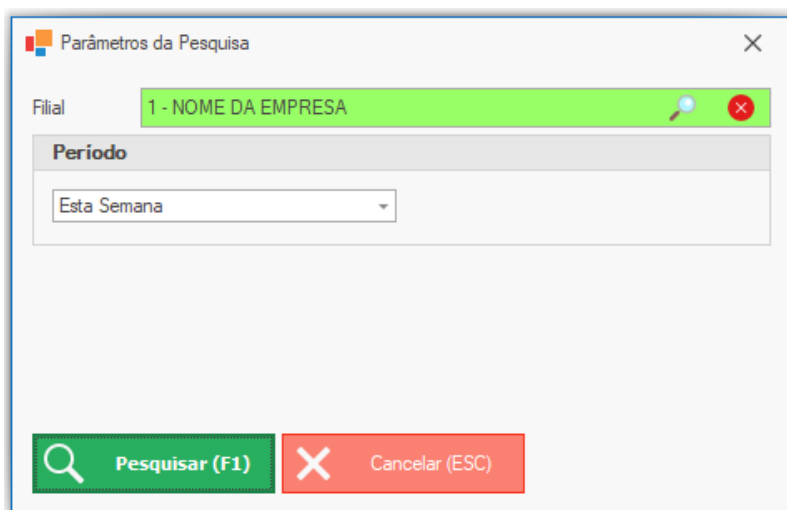 Parâmetros da Pesquisa
Filial 1 - NOME DA EMPRESA
Período
Esta Semana
Pesquisar (F1) Cancelar (ESC)